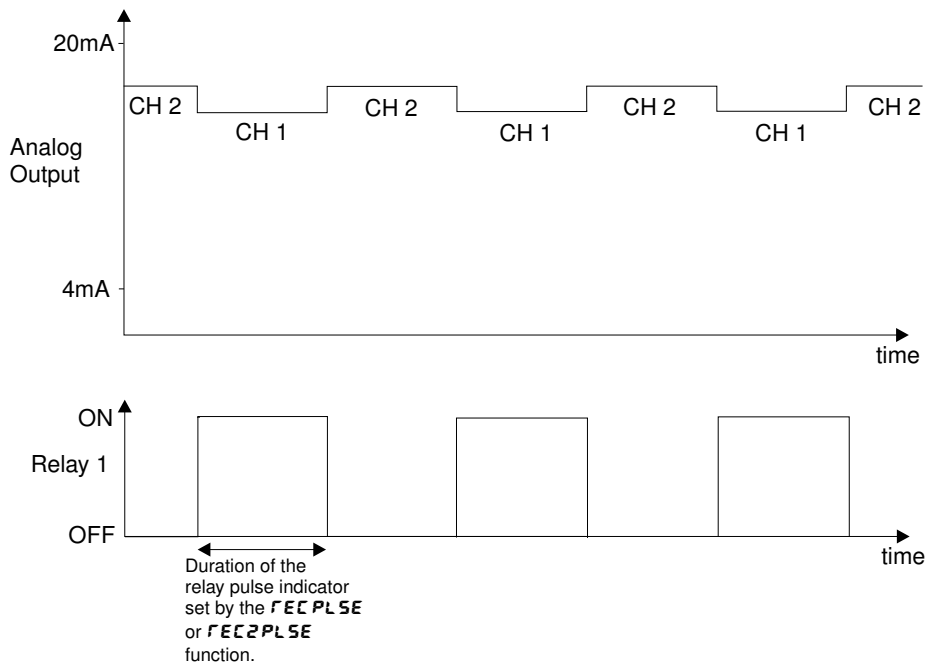 20mA
CH 2
CH 1
CH 2
CH 1
CH 2
CH 1
CH 2
Analog
Output
4mA
time
ON
Relay 1
OFF
time
Duration of the
relay pulse indicator
set by the rEC PLSE
or rEC2PLSE
function.